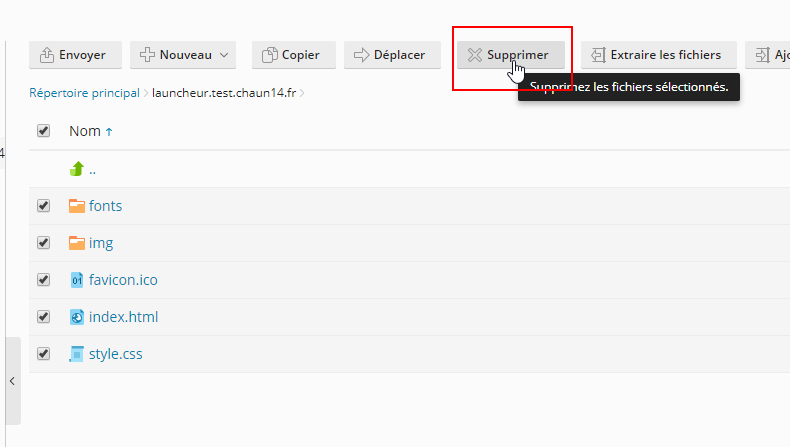 Envoyer Nouveau Copier Déplacer Supprimer Extraire les fichiers Ajo
Supprimez les fichiers sélectionnés.
Répertoire principal > launcheur.test.chaun14.fr >
Nom ↑
4
..
fonts
img
favicon.ico
index.html
style.css